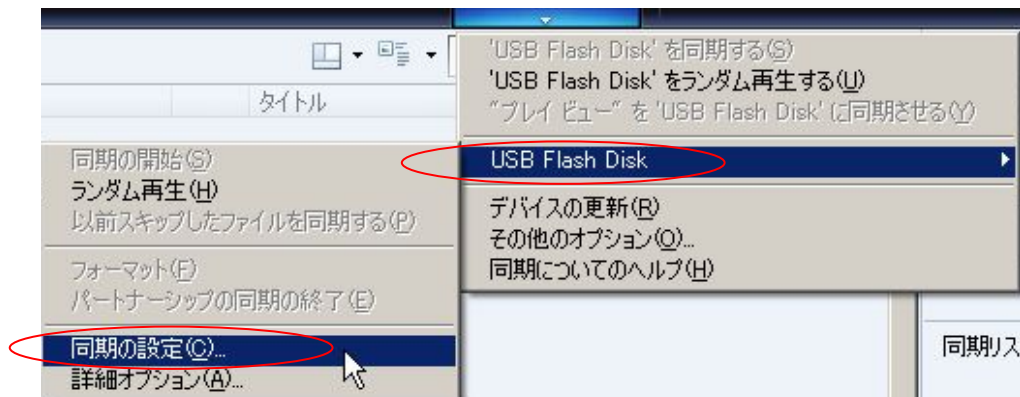 'USB Flash Disk' を同期する(S)
'USB Flash Disk' をランダム再生する(U)
"プレイ ビュー" を 'USB Flash Disk' に同期させる(Y)
USB Flash Disk
デバイスの更新(R)
その他のオプション(O)...
同期についてのヘルプ(H)
タイトル
同期の開始(S)
ランダム再生(H)
以前スキップしたファイルを同期する(P)
フォーマット(F)
パートナーシップの同期の終了(E)
同期の設定(C)...
詳細オプション(A)...
同期リス